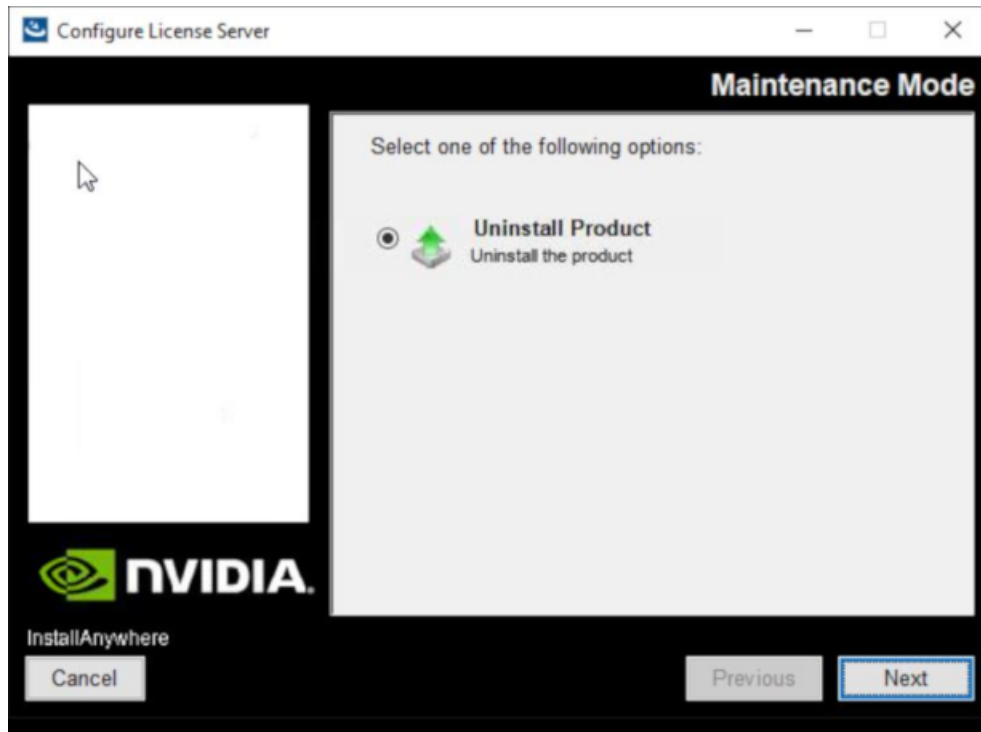 Configure License Server
Maintenance Mode
Select one of the following options:
Uninstall Product
Uninstall the product
NVIDIA.
InstallAnywhere
Cancel
Previous
Next